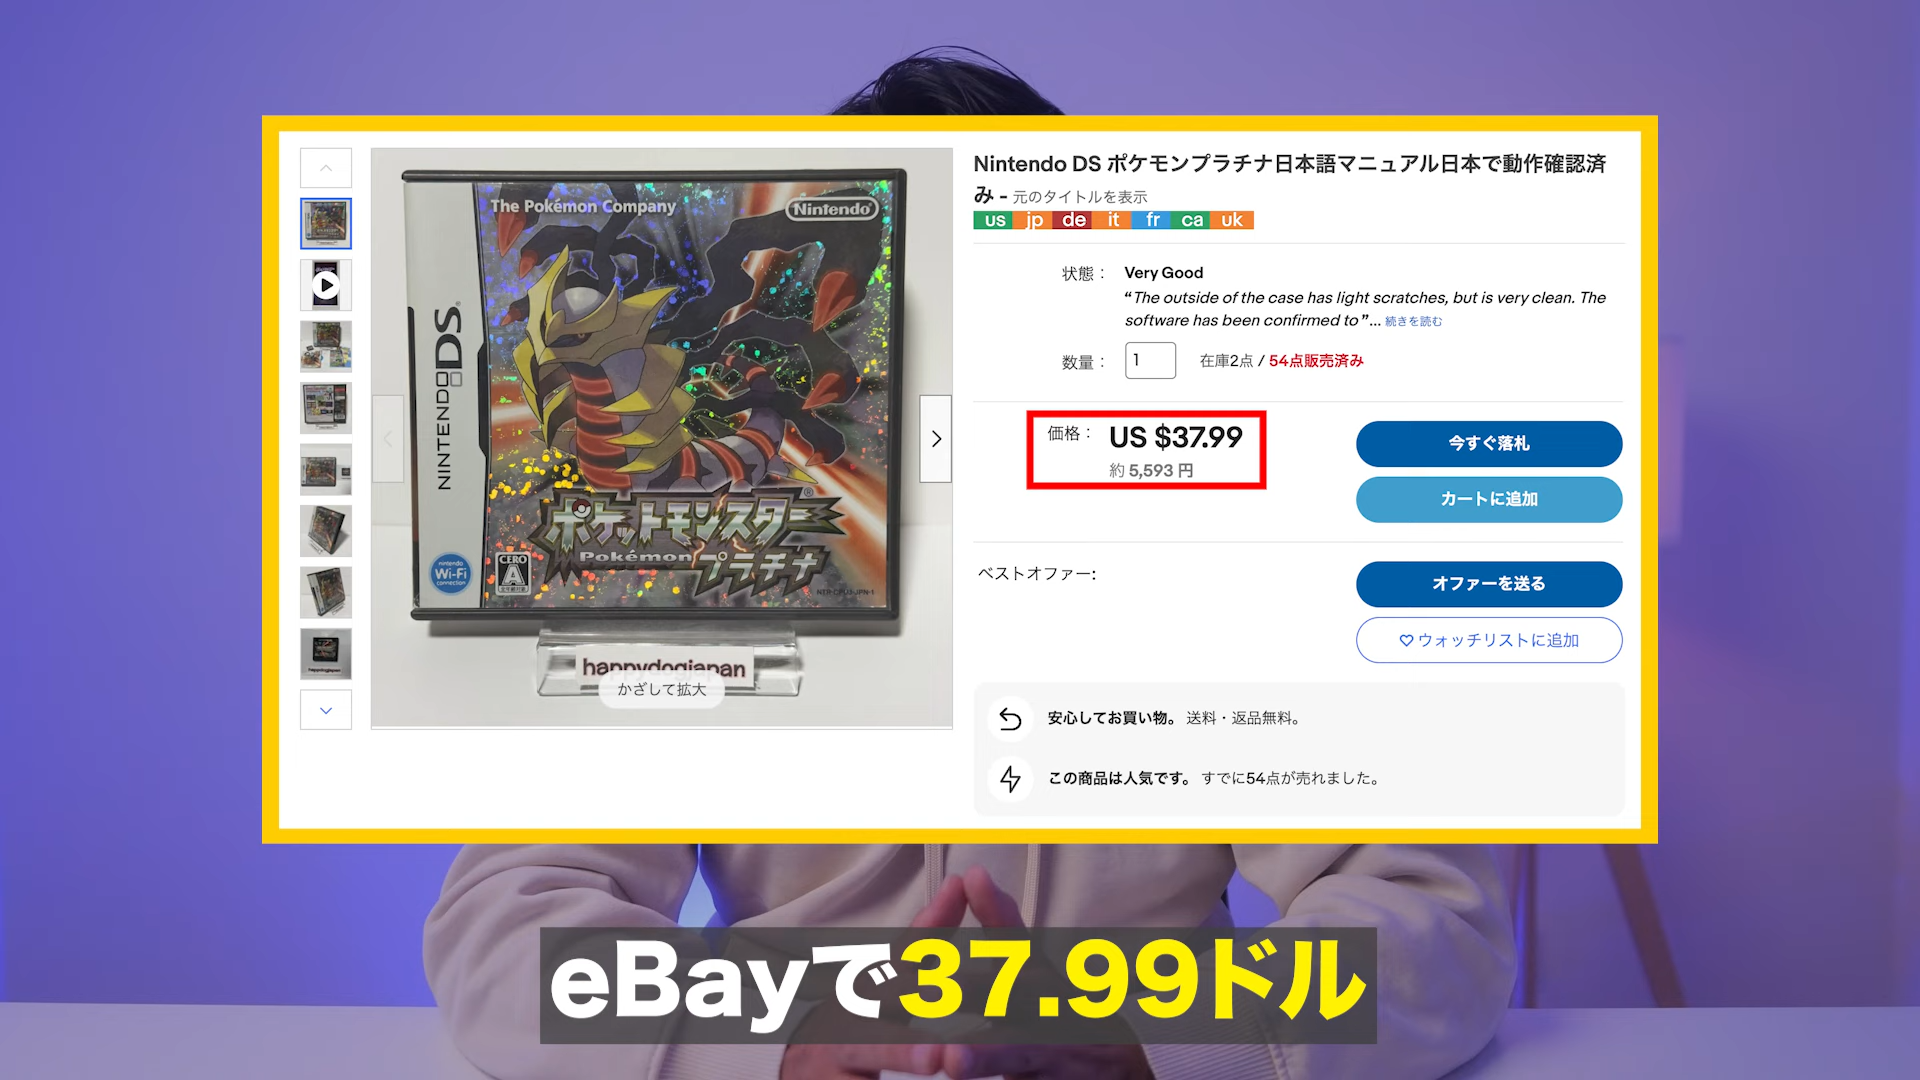 The Pokémon Company
Nintendo
NINTENDO DS
nintendo
Wi-Fi
connection
CERO
A
全年齢対象
ポケットモンスター
Pokémon
プラチナ
happydogjapan
かざして拡大
Nintendo DS ポケモンプラチナ日本語マニュアル日本で動作確認済
み - 元のタイトルを表示
us jp de it fr ca uk
状態： Very Good
“The outside of the case has light scratches, but is very clean. The
software has been confirmed to”... 続きを読む
数量： 1 在庫2点 / 54点販売済み
価格： US $37.99
約 5,593 円
今すぐ落札
カートに追加
ベストオファー:
オファーを送る
ウォッチリストに追加
安心してお買い物。 送料・返品無料。
この商品は人気です。 すでに54点が売れました。
eBayで37.99ドル